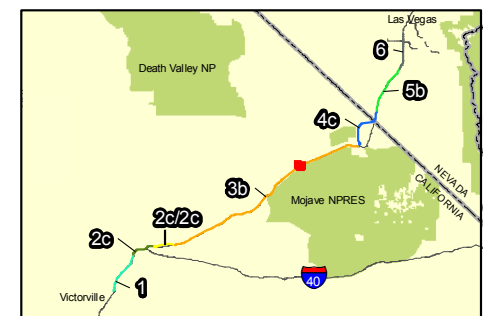 Las Vegas
6
Death Valley NP
5b
4c
NEVADA
CALIFORNIA
3b
Mojave NPRES
2c/2c
2c
40
1
Victorville